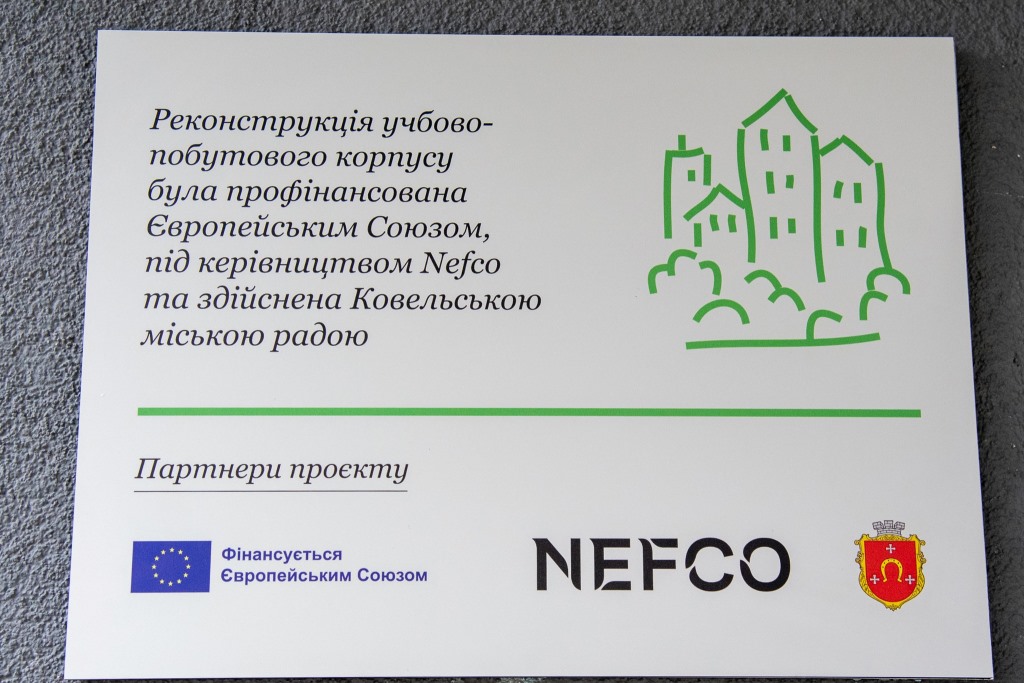 Реконструкція учбово-
побутового корпусу
була профінансована
Європейським Союзом,
під керівництвом Nefco
та здійснена Ковельською
міською радою
Партнери проєкту
Фінансується
Європейським Союзом
NEFCO